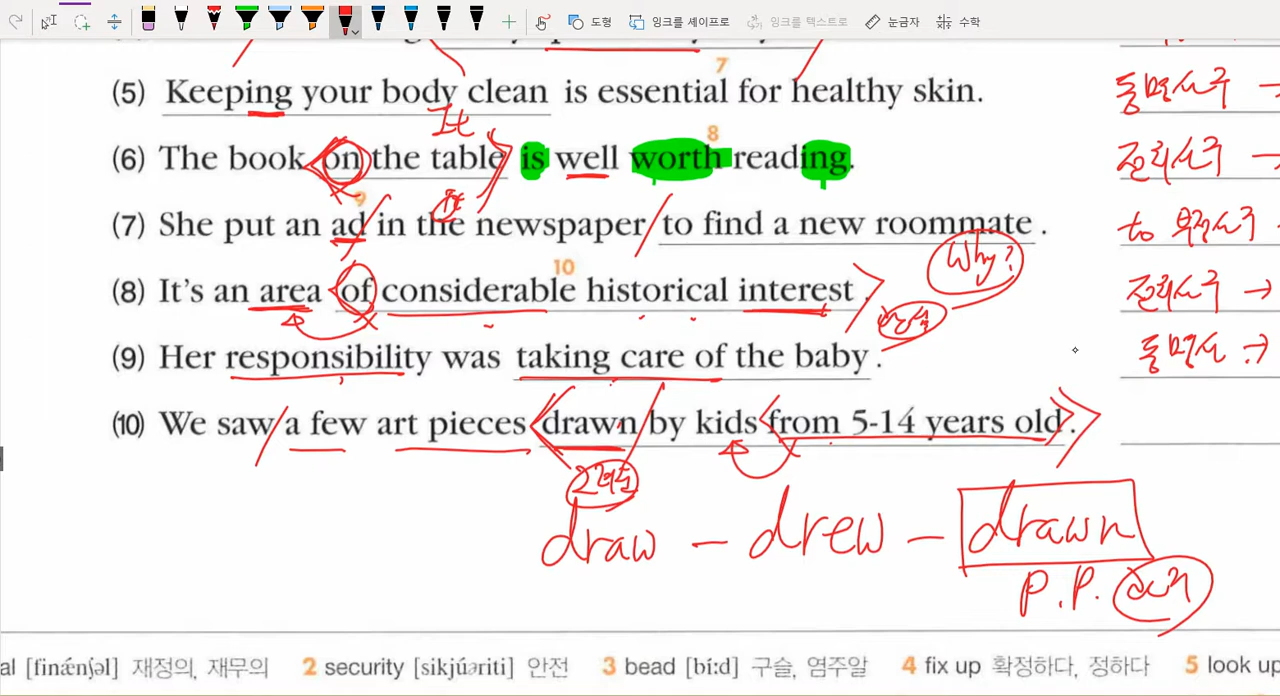 도형 잉크를 셰이프로 잉크를 텍스트로 눈금자 수학
7
(5) Keeping your body clean is essential for healthy skin. 동명사구 →
It 8
(6) The book on the table is well worth reading. 전치사구 →
9
(7) She put an ad in the newspaper to find a new roommate. to 부정사구
10 Why?
(8) It's an area of considerable historical interest 전치사구 →
(9) Her responsibility was taking care of the baby. 동명사 →
(10) We saw a few art pieces drawn by kids from 5-14 years old.
draw – drew – drawn
P.P.
al [finǽnʃəl] 재정의, 재무의 2 security [sikjúəriti] 안전 3 bead [bi:d] 구슬, 염주알 4 fix up 확정하다, 정하다 5 look up